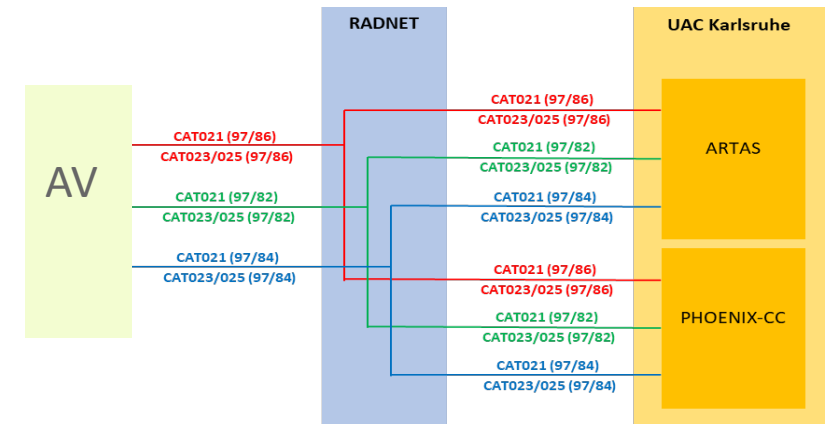 RADNET
UAC Karlsruhe
AV
CAT021 (97/86)
CAT023/025 (97/86)
CAT021 (97/82)
CAT023/025 (97/82)
CAT021 (97/84)
CAT023/025 (97/84)
CAT021 (97/86)
CAT023/025 (97/86)
CAT021 (97/82)
CAT023/025 (97/82)
CAT021 (97/84)
CAT023/025 (97/84)
CAT021 (97/86)
CAT023/025 (97/86)
CAT021 (97/82)
CAT023/025 (97/82)
CAT021 (97/84)
CAT023/025 (97/84)
ARTAS
PHOENIX-CC